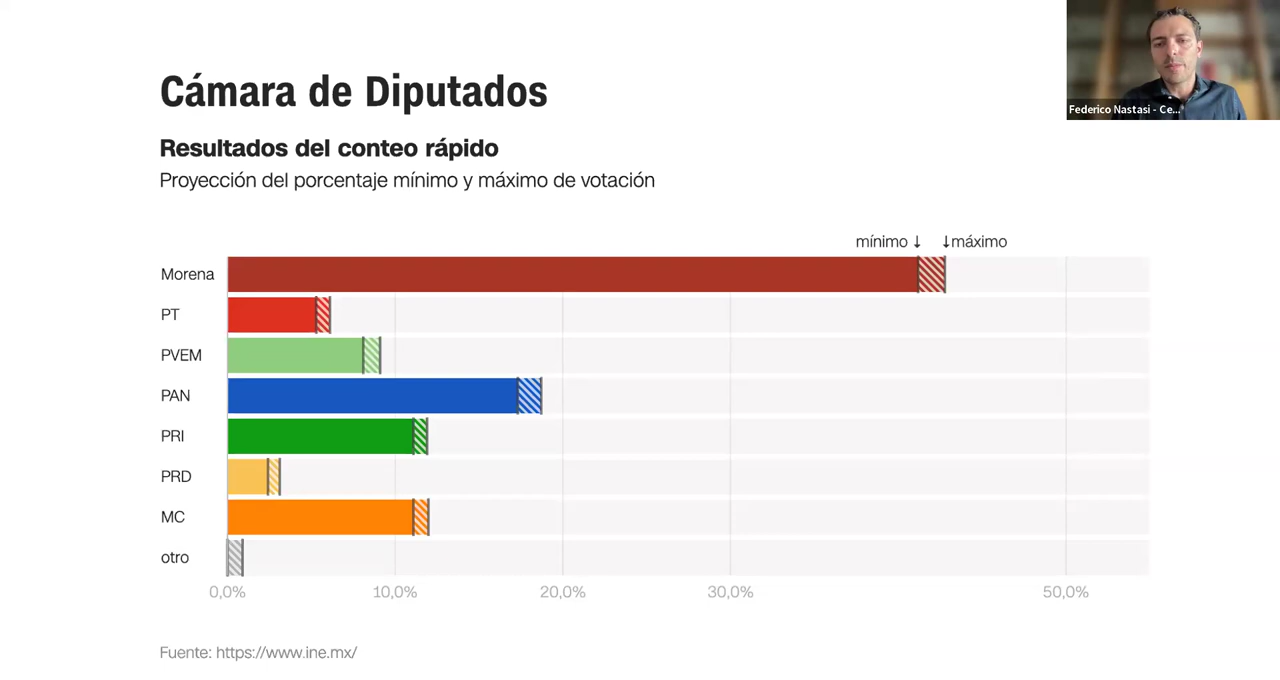 Cámara de Diputados
Federico Nastasi - Ce...
Resultados del conteo rápido
Proyección del porcentaje mínimo y máximo de votación
mínimo ↓ ↓máximo
Morena
PT
PVEM
PAN
PRI
PRD
MC
otro
0,0% 10,0% 20,0% 30,0% 50,0%
Fuente: https://www.ine.mx/